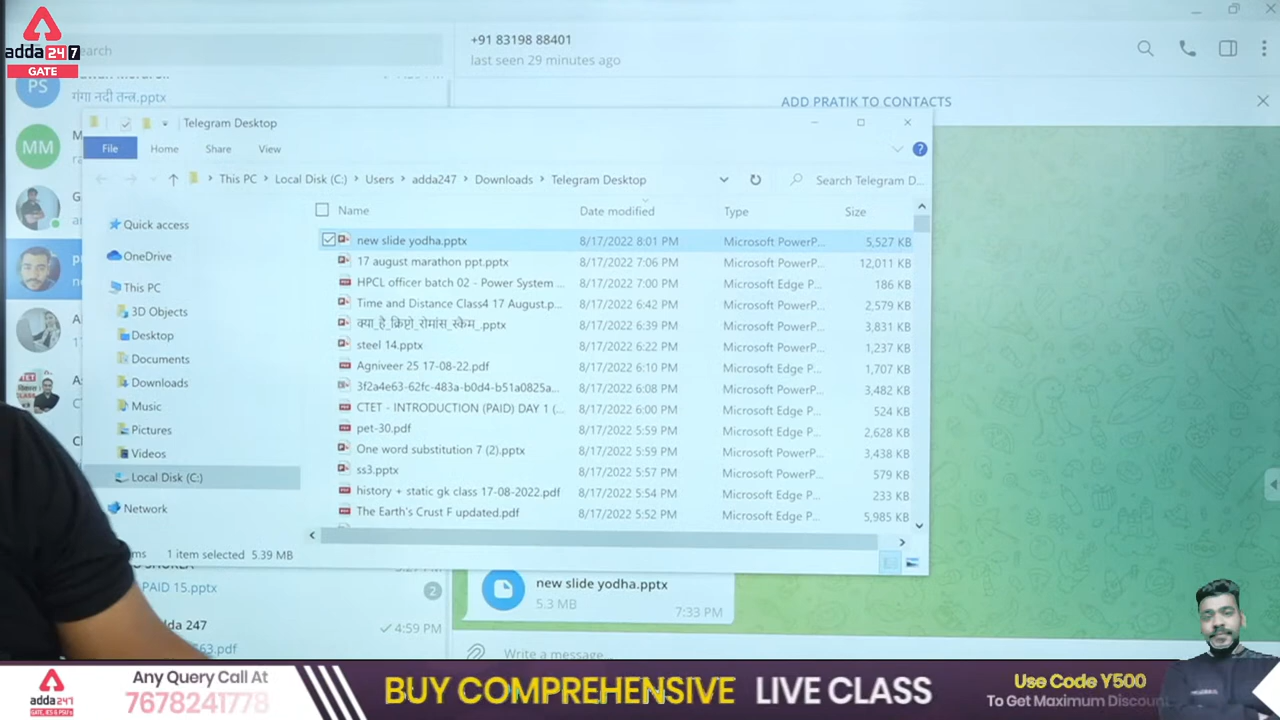 adda 247
GATE
earch
+91 83198 88401
last seen 29 minutes ago
PS
गंगा नदी तन्त्र.pptx
ADD PRATIK TO CONTACTS
MM
M
Telegram Desktop
File Home Share View
This PC > Local Disk (C:) > Users > adda247 > Downloads > Telegram Desktop
Search Telegram D...
Name Date modified Type Size
new slide yodha.pptx 8/17/2022 8:01 PM Microsoft PowerP... 5,527 KB
17 august marathon ppt.pptx 8/17/2022 7:06 PM Microsoft PowerP... 12,011 KB
HPCL officer batch 02 - Power System ... 8/17/2022 7:00 PM Microsoft Edge P... 186 KB
Time and Distance Class4 17 August.p... 8/17/2022 6:42 PM Microsoft PowerP... 2,579 KB
क्या_है_क्रिप्टो_रोमांस_स्कैम_.pptx 8/17/2022 6:39 PM Microsoft PowerP... 3,831 KB
steel 14.pptx 8/17/2022 6:22 PM Microsoft PowerP... 1,237 KB
Agniveer 25 17-08-22.pdf 8/17/2022 6:10 PM Microsoft Edge P... 1,707 KB
3f2a4e63-62fc-483a-b0d4-b51a0825a... 8/17/2022 6:08 PM Microsoft PowerP... 3,482 KB
CTET - INTRODUCTION (PAID) DAY 1 (... 8/17/2022 6:00 PM Microsoft Edge P... 524 KB
pet-30.pdf 8/17/2022 5:59 PM Microsoft Edge P... 2,628 KB
One word substitution 7 (2).pptx 8/17/2022 5:59 PM Microsoft PowerP... 3,438 KB
ss3.pptx 8/17/2022 5:57 PM Microsoft PowerP... 579 KB
history + static gk class 17-08-2022.pdf 8/17/2022 5:54 PM Microsoft Edge P... 233 KB
The Earth's Crust F updated.pdf 8/17/2022 5:52 PM Microsoft Edge P... 5,985 KB
Quick access
OneDrive
This PC
3D Objects
Desktop
Documents
Downloads
Music
Pictures
Videos
Local Disk (C:)
Network
ms 1 item selected 5.39 MB
PAID 15.pptx
2
da 247
4:59 PM
563.pdf
new slide yodha.pptx
5.3 MB
7:33 PM
Write a message...
adda247
GATE, IES & PSUs
Any Query Call At
7678241778
BUY COMPREHENSIVE LIVE CLASS
Use Code Y500
To Get Maximum Discount